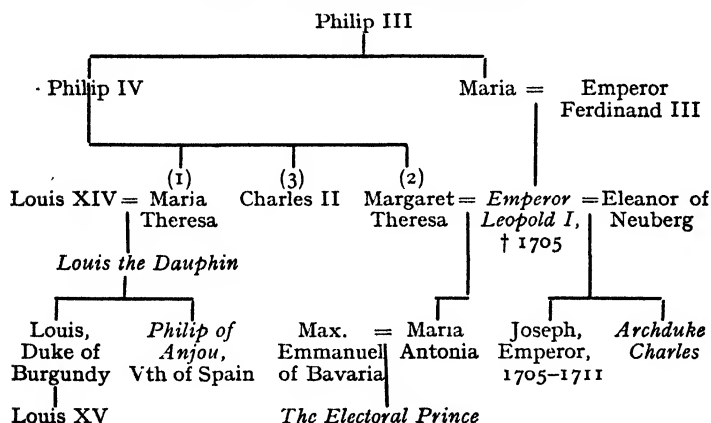 Philip III
· Philip IV
Maria = Emperor
Ferdinand III
(1) (3) (2)
Louis XIV = Maria Charles II Margaret = Emperor = Eleanor of
Theresa Theresa Leopold I, Neuberg
† 1705
Louis the Dauphin
Louis, Philip of Max. = Maria Joseph, Archduke
Duke of Anjou, Emmanuel Antonia Emperor, Charles
Burgundy Vth of Spain of Bavaria 1705–1711
Louis XV The Electoral Prince